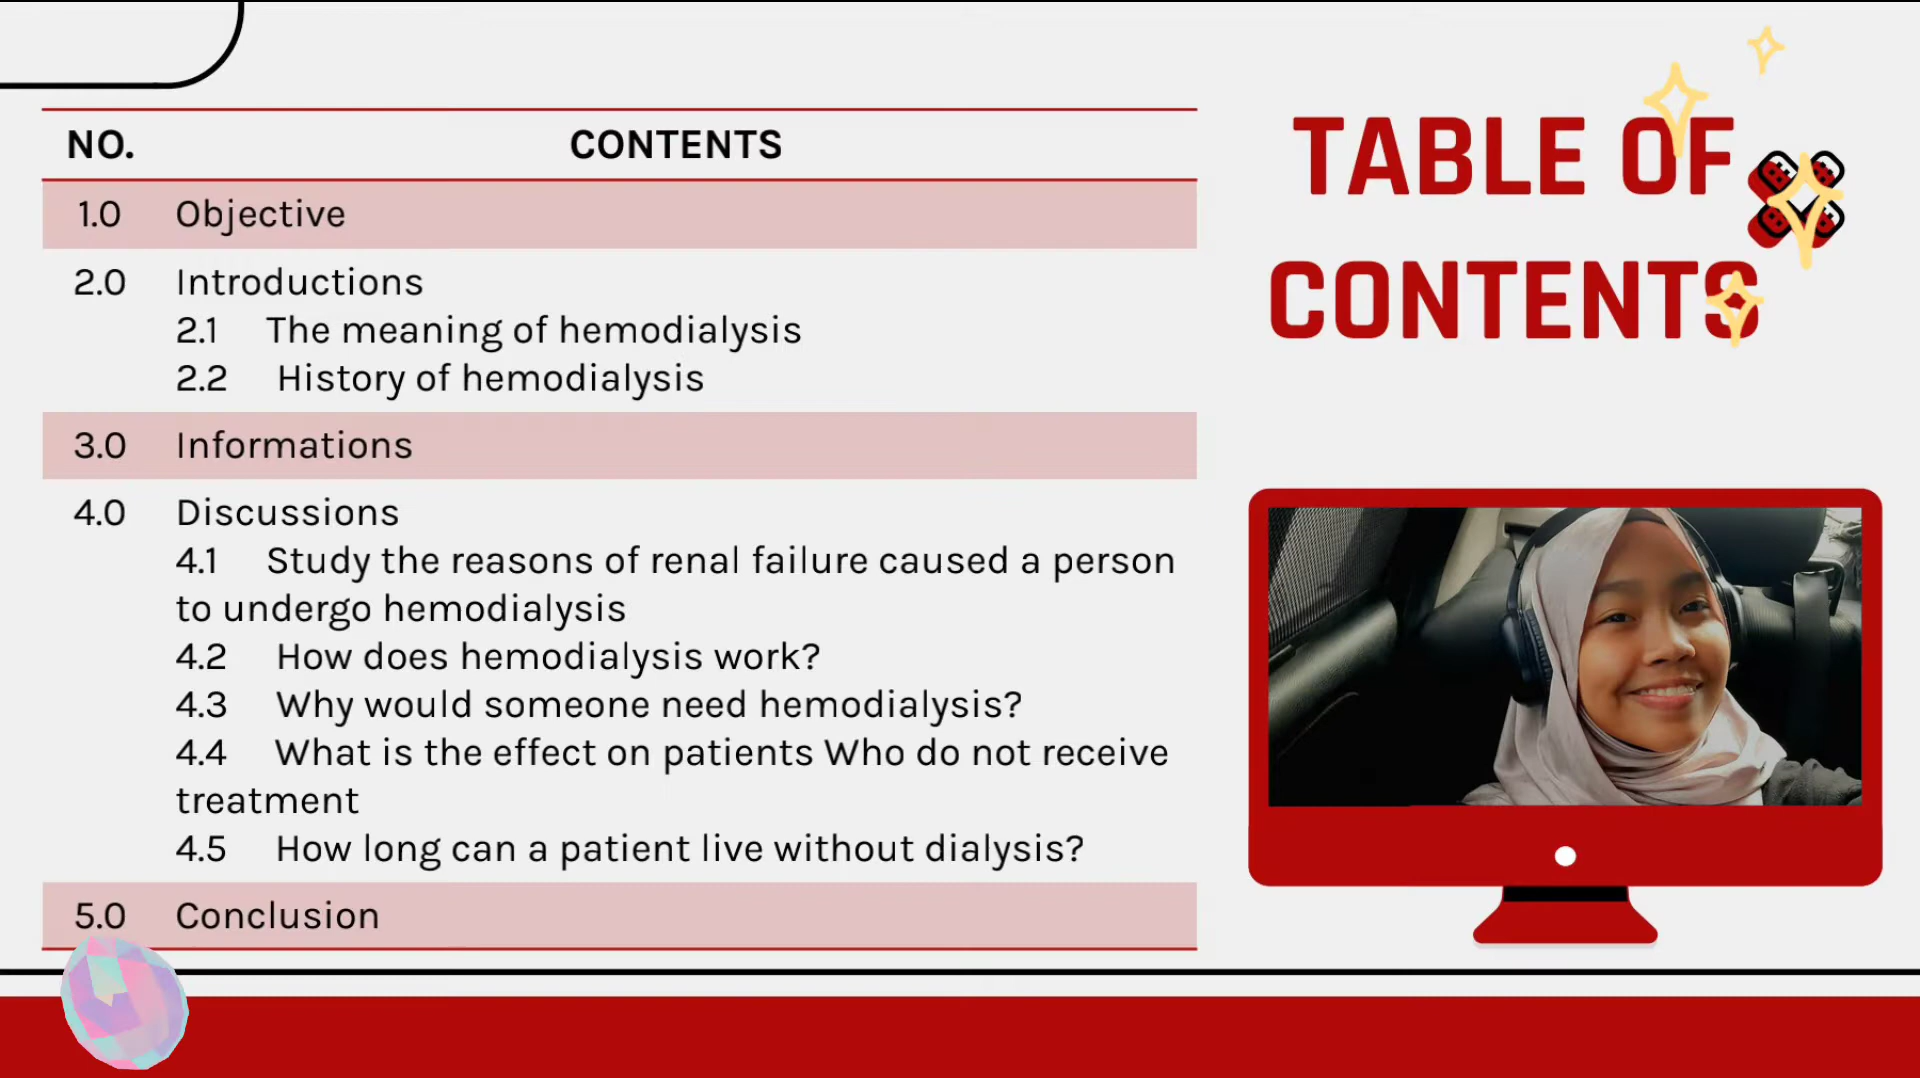 NO. CONTENTS
1.0 Objective
2.0 Introductions
2.1 The meaning of hemodialysis
2.2 History of hemodialysis
3.0 Informations
4.0 Discussions
4.1 Study the reasons of renal failure caused a person
to undergo hemodialysis
4.2 How does hemodialysis work?
4.3 Why would someone need hemodialysis?
4.4 What is the effect on patients Who do not receive
treatment
4.5 How long can a patient live without dialysis?
5.0 Conclusion
TABLE OF
CONTENTS